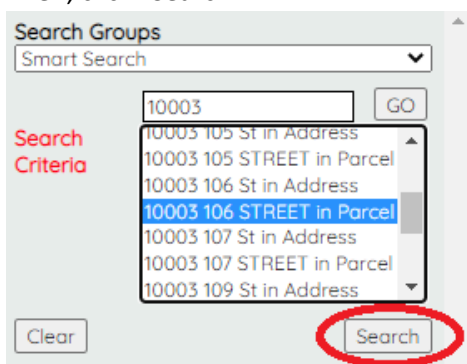 Search Groups
Smart Search
10003 GO
Search Criteria
10003 105 St in Address
10003 105 STREET in Parcel
10003 106 St in Address
10003 106 STREET in Parcel
10003 107 St in Address
10003 107 STREET in Parcel
10003 109 St in Address
Clear Search